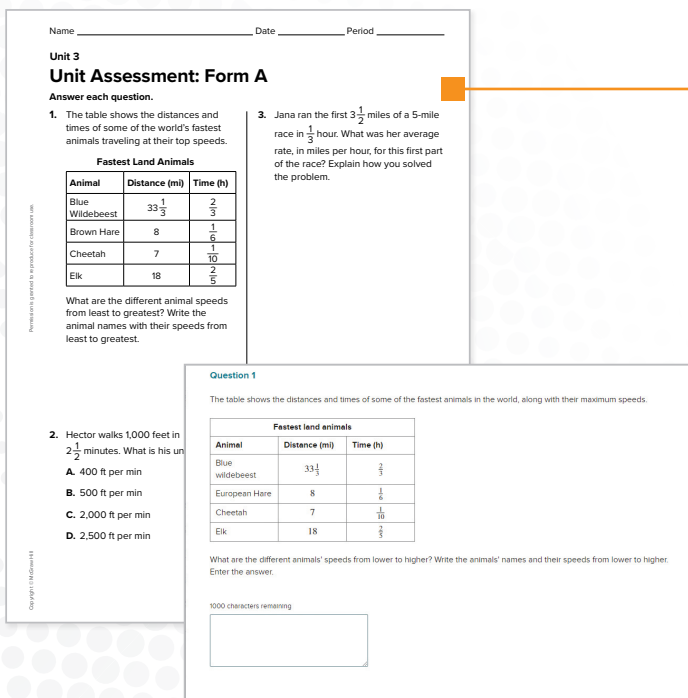 Name Date Period
Unit 3
Unit Assessment: Form A
Answer each question.
1. The table shows the distances and
times of some of the world's fastest
animals traveling at their top speeds.
Fastest Land Animals
Animal Distance (mi) Time (h)
Blue
Wildebeest 33 1/3 2/3
Brown Hare 8 1/6
Cheetah 7 1/10
Elk 18 2/5
What are the different animal speeds
from least to greatest? Write the
animal names with their speeds from
least to greatest.
2. Hector walks 1,000 feet in
2 1/2 minutes. What is his un
A. 400 ft per min
B. 500 ft per min
C. 2,000 ft per min
D. 2,500 ft per min
3. Jana ran the first 3 1/2 miles of a 5-mile
race in 1/3 hour. What was her average
rate, in miles per hour, for this first part
of the race? Explain how you solved
the problem.
Permission is granted to reproduce for classroom use.
Copyright © McGraw Hill
Question 1
The table shows the distances and times of some of the fastest animals in the world, along with their maximum speeds.
Fastest land animals
Animal Distance (mi) Time (h)
Blue
wildebeest 33 1/3 2/3
European Hare 8 1/6
Cheetah 7 1/10
Elk 18 2/5
What are the different animals' speeds from lower to higher? Write the animals' names and their speeds from lower to higher.
Enter the answer.
1000 characters remaining